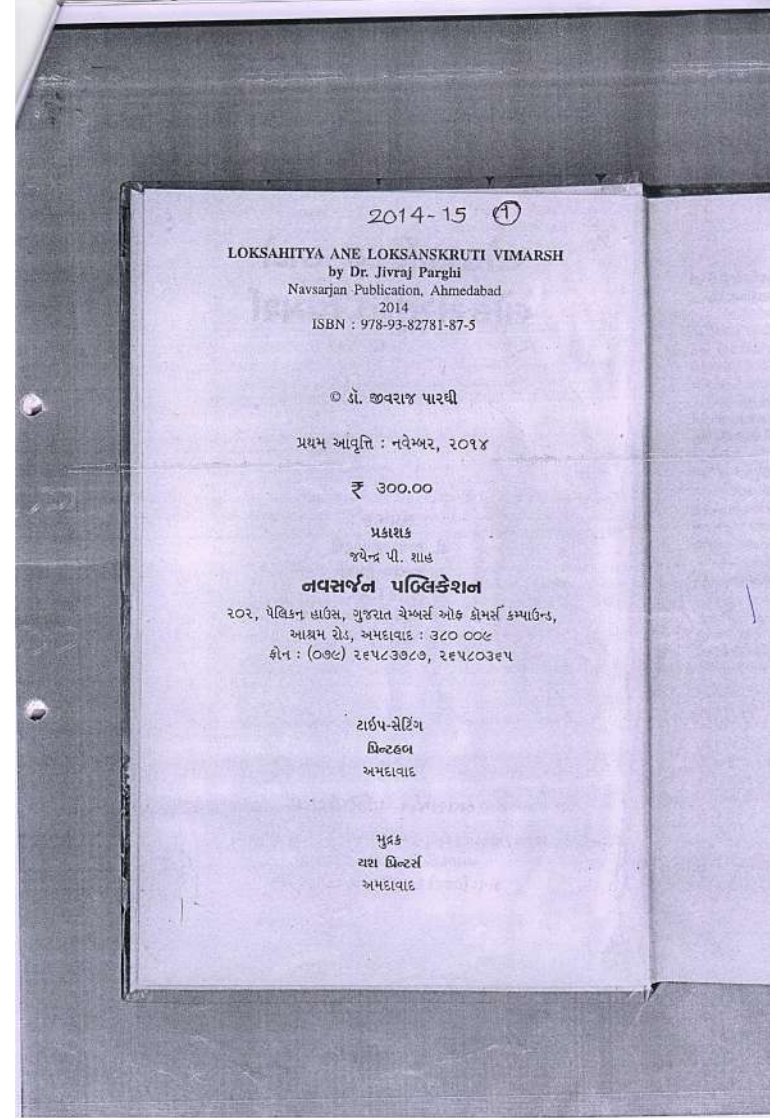 2014-15 (1)
LOKSAHITYA ANE LOKSANSKRUTI VIMARSH
by Dr. Jivraj Parghi
Navsarjan Publication, Ahmedabad
2014
ISBN : 978-93-82781-87-5
© ડૉ. જીવરાજ પારઘી
પ્રથમ આવૃત્તિ : નવેમ્બર, ૨૦૧૪
₹ ૩૦૦.૦૦
પ્રકાશક
જયેન્દ્ર પી. શાહ
નવસર્જન પબ્લિકેશન
૨૦૨, પેલિકન હાઉસ, ગુજરાત ચેમ્બર્સ ઑફ કોમર્સ કમ્પાઉન્ડ,
આશ્રમ રોડ, અમદાવાદ : ૩૮૦ ૦૦૯
ફોન : (૦૭૯) ૨૬૫૮૩૭૮૭, ૨૬૫૮૦૩૬૫
ટાઈપ-સેટિંગ
પ્રિન્ટહબ
અમદાવાદ
મુદ્રક
યશ પ્રિન્ટર્સ
અમદાવાદ